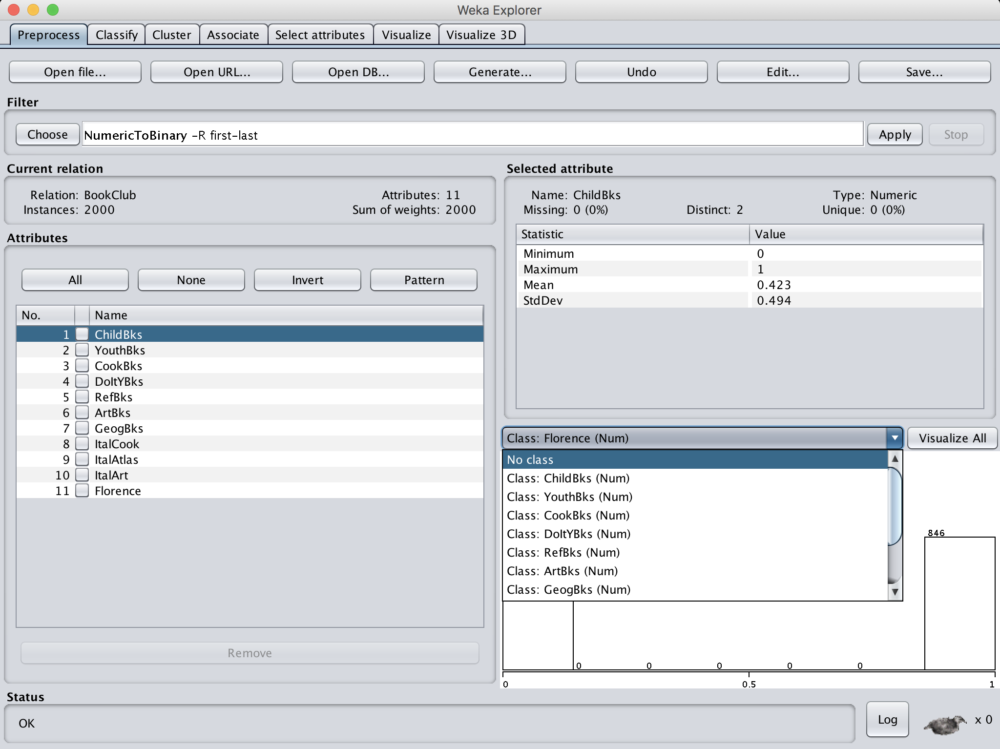 Weka Explorer
Preprocess Classify Cluster Associate Select attributes Visualize Visualize 3D
Open file... Open URL... Open DB... Generate... Undo Edit... Save...
Filter
Choose NumericToBinary -R first-last Apply Stop
Current relation
Relation: BookClub Attributes: 11
Instances: 2000 Sum of weights: 2000
Attributes
All None Invert Pattern
No. Name
1 ChildBks
2 YouthBks
3 CookBks
4 DoItYBks
5 RefBks
6 ArtBks
7 GeogBks
8 ItalCook
9 ItalAtlas
10 ItalArt
11 Florence
Remove
Selected attribute
Name: ChildBks Type: Numeric
Missing: 0 (0%) Distinct: 2 Unique: 0 (0%)
Statistic Value
Minimum 0
Maximum 1
Mean 0.423
StdDev 0.494
Class: Florence (Num) Visualize All
No class
Class: ChildBks (Num)
Class: YouthBks (Num)
Class: CookBks (Num)
Class: DoItYBks (Num)
Class: RefBks (Num)
Class: ArtBks (Num)
Class: GeogBks (Num)
846
0 0 0 0 0
0 0.5 1
Status
OK Log x 0